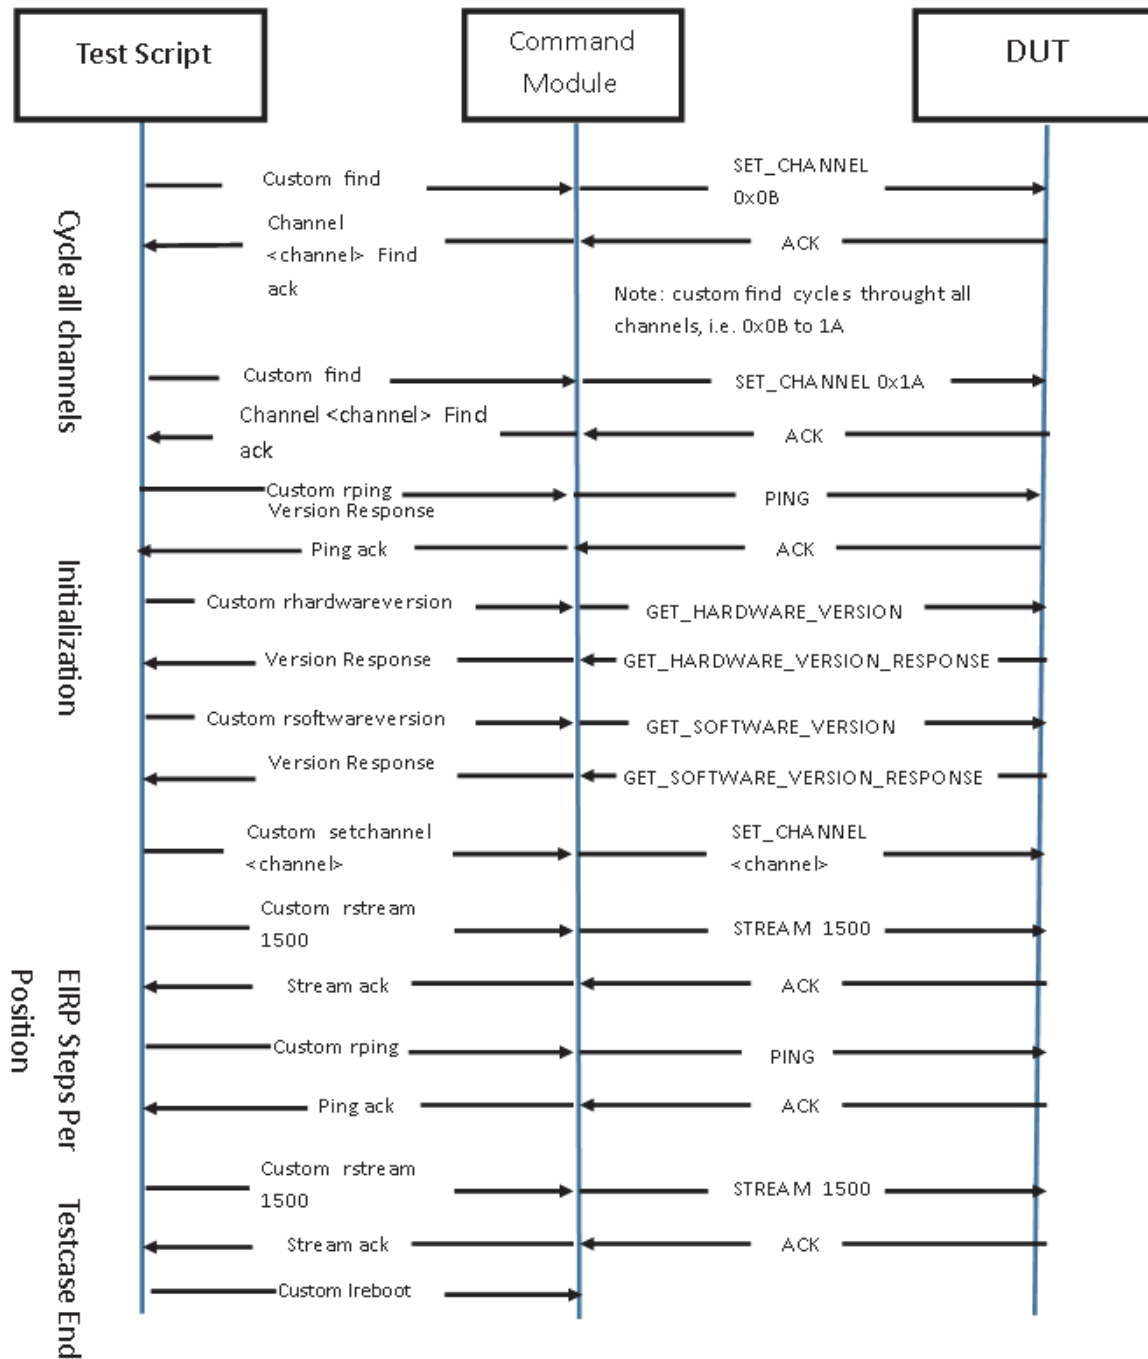 Test Script
Command
Module
DUT
Cycle all channels
Custom find
SET_CHANNEL
0x0B
Channel
<channel> Find
ack
ACK
Note: custom find cycles throught all
channels, i.e. 0x0B to 1A
Custom find
SET_CHANNEL 0x1A
Channel <channel> Find
ack
ACK
Custom rping
Version Response
PING
Ping ack
ACK
Initialization
Custom rhardwareversion
GET_HARDWARE_VERSION
Version Response
GET_HARDWARE_VERSION_RESPONSE
Custom rsoftwareversion
GET_SOFTWARE_VERSION
Version Response
GET_SOFTWARE_VERSION_RESPONSE
Custom setchannel
<channel>
SET_CHANNEL
<channel>
Custom rstream
1500
STREAM 1500
EIRP Steps Per
Position
Stream ack
ACK
Custom rping
PING
Ping ack
ACK
Custom rstream
1500
STREAM 1500
Testcase End
Stream ack
ACK
Custom lreboot